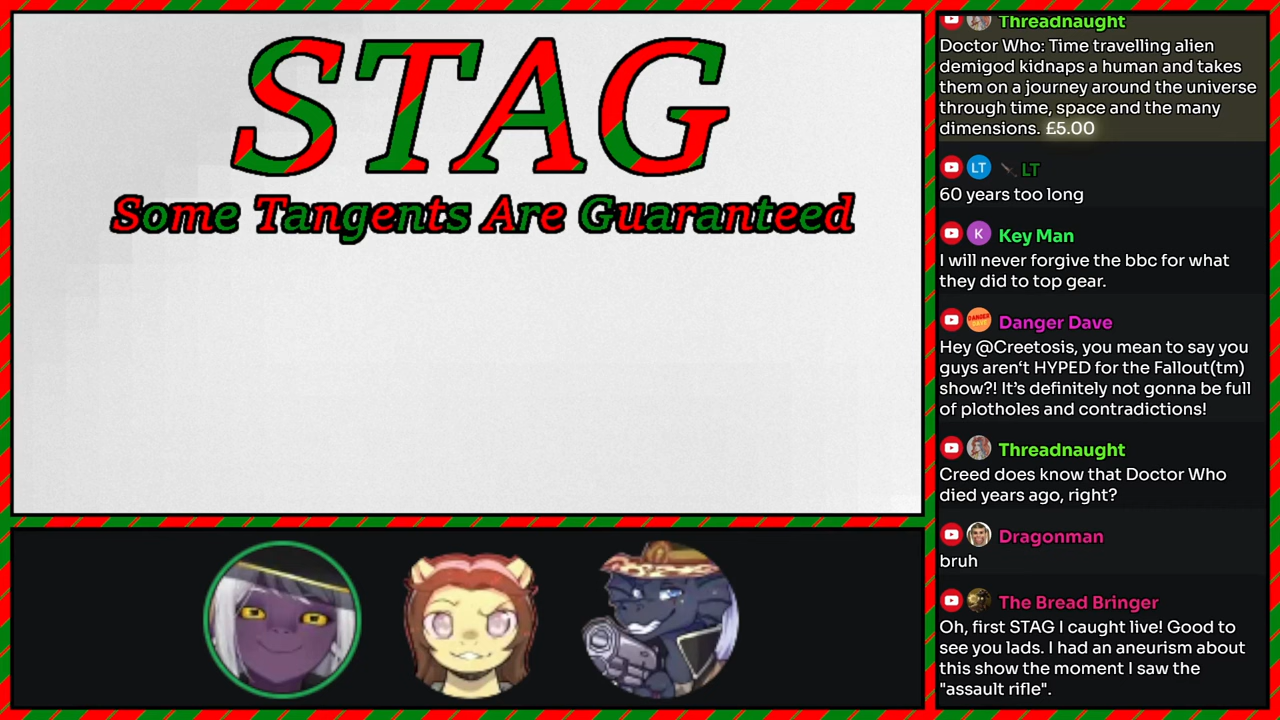 STAG
Some Tangents Are Guaranteed
Threadnaught
Doctor Who: Time travelling alien
demigod kidnaps a human and takes
them on a journey around the universe
through time, space and the many
dimensions. £5.00
LT
LT
60 years too long
K
Key Man
I will never forgive the bbc for what
they did to top gear.
DANGER
DAVE
Danger Dave
Hey @Creetosis, you mean to say you
guys aren't HYPED for the Fallout(tm)
show?! It's definitely not gonna be full
of plotholes and contradictions!
Threadnaught
Creed does know that Doctor Who
died years ago, right?
Dragonman
bruh
The Bread Bringer
Oh, first STAG I caught live! Good to
see you lads. I had an aneurism about
this show the moment I saw the
"assault rifle".